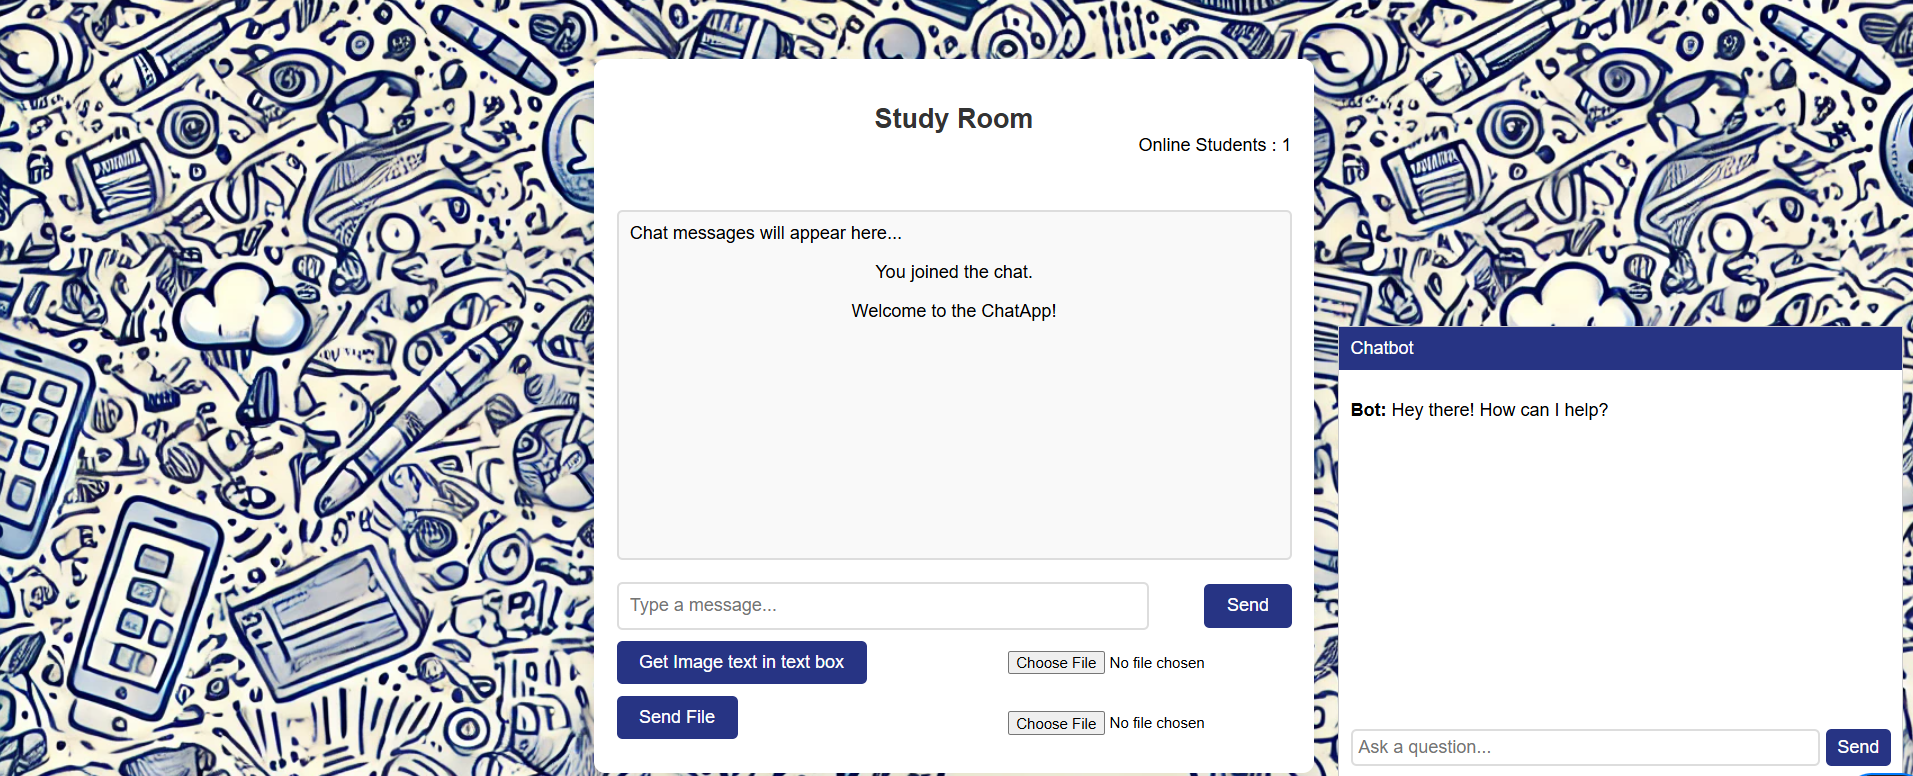 Study Room
Online Students : 1
Chat messages will appear here...
You joined the chat.
Welcome to the ChatApp!
Type a message...
Send
Get Image text in text box
Choose File No file chosen
Send File
Choose File No file chosen
Chatbot
Bot: Hey there! How can I help?
Ask a question...
Send